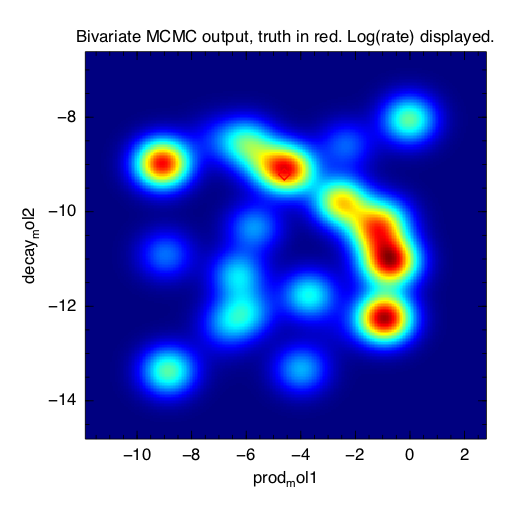 Bivariate MCMC output, truth in red. Log(rate) displayed.
−8
−10
−12
−14
decay_mol2
−10 −8 −6 −4 −2 0 2
prod_mol1